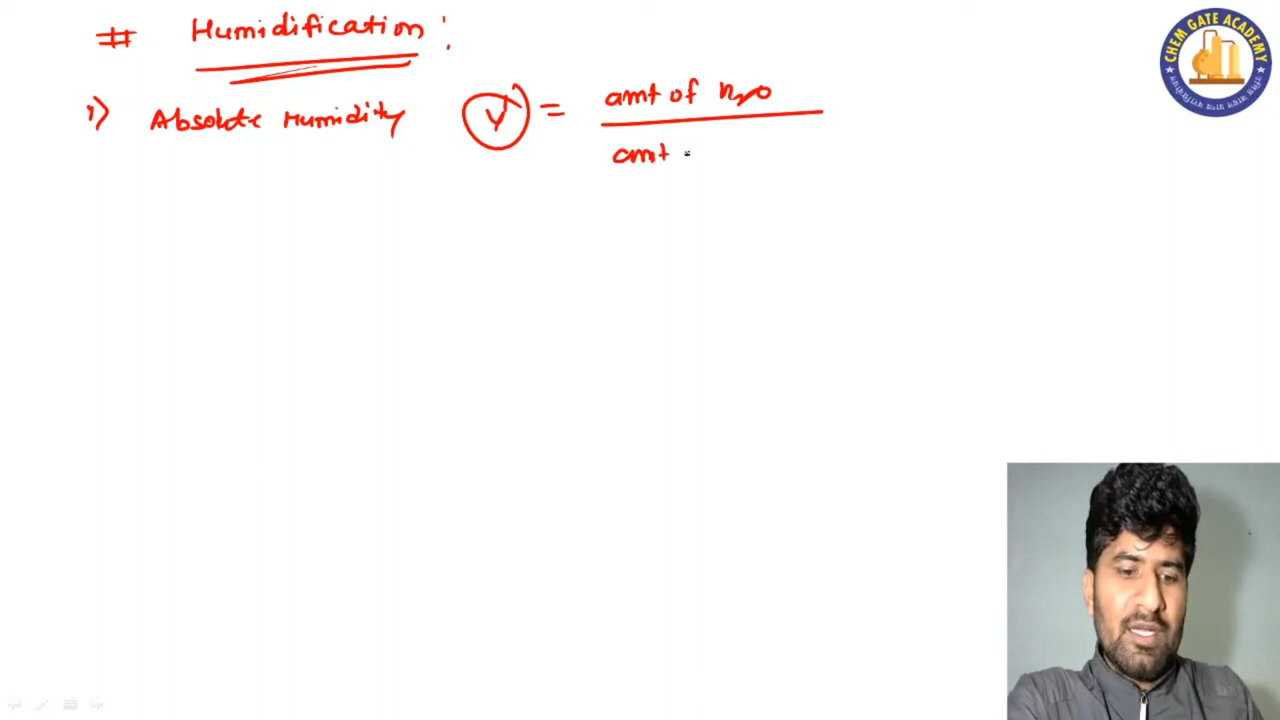 # Humidification:
1) Absolute Humidity Y' = amt of H2O
amt
CHEM GATE ACADEMY